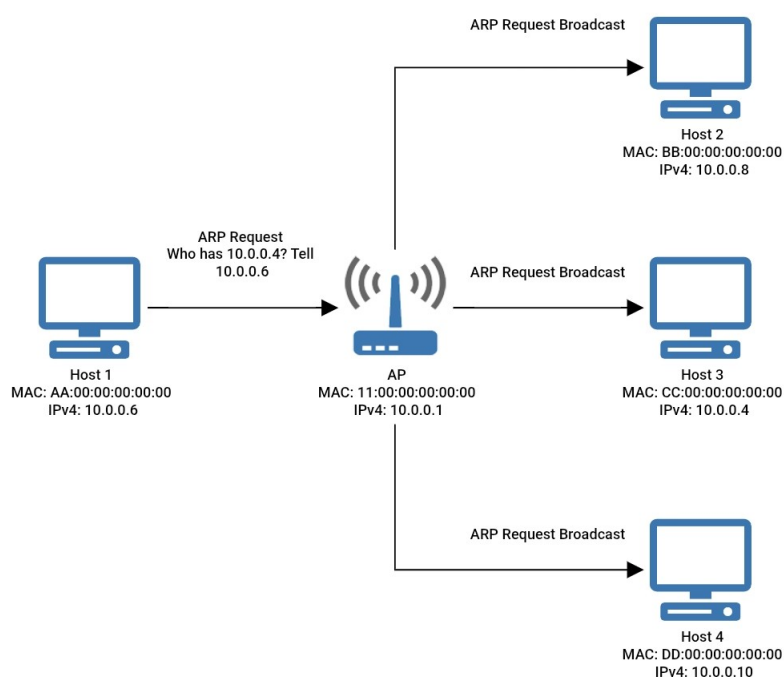 ARP Request Broadcast
Host 2
MAC: BB:00:00:00:00:00
IPv4: 10.0.0.8
ARP Request
Who has 10.0.0.4? Tell
10.0.0.6
ARP Request Broadcast
Host 1
MAC: AA:00:00:00:00:00
IPv4: 10.0.0.6
AP
MAC: 11:00:00:00:00:00
IPv4: 10.0.0.1
Host 3
MAC: CC:00:00:00:00:00
IPv4: 10.0.0.4
ARP Request Broadcast
Host 4
MAC: DD:00:00:00:00:00
IPv4: 10.0.0.10